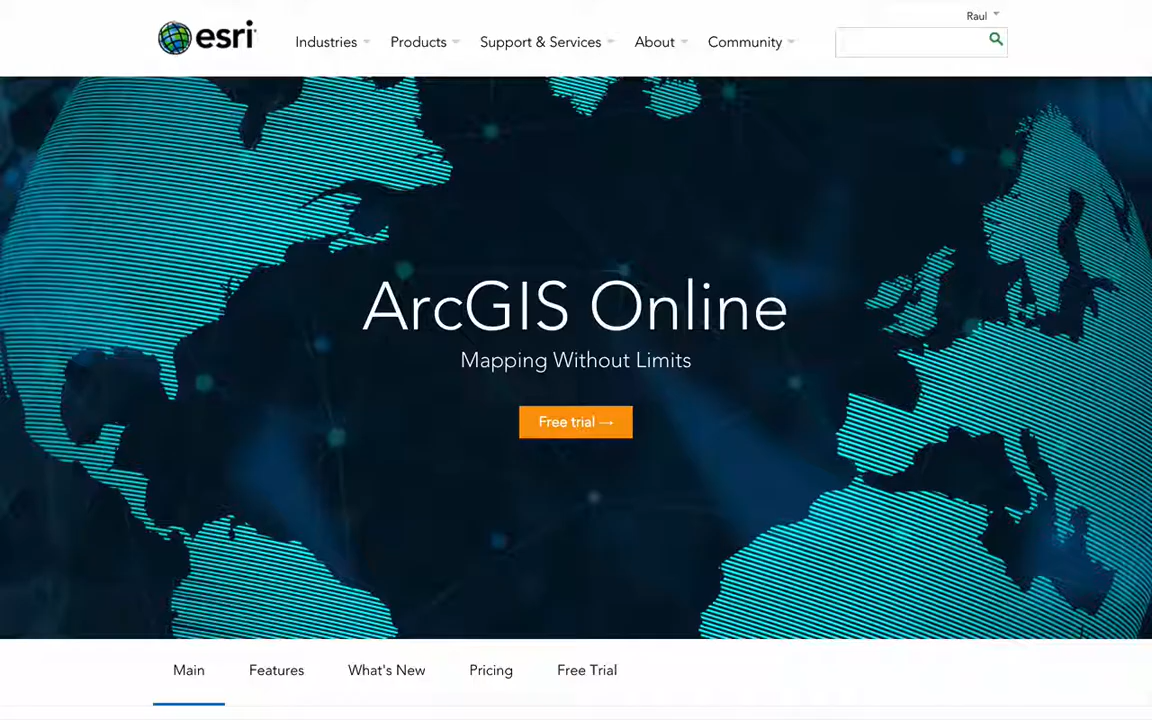 Raul
esri
Industries Products Support & Services About Community
ArcGIS Online
Mapping Without Limits
Free trial →
Main Features What's New Pricing Free Trial